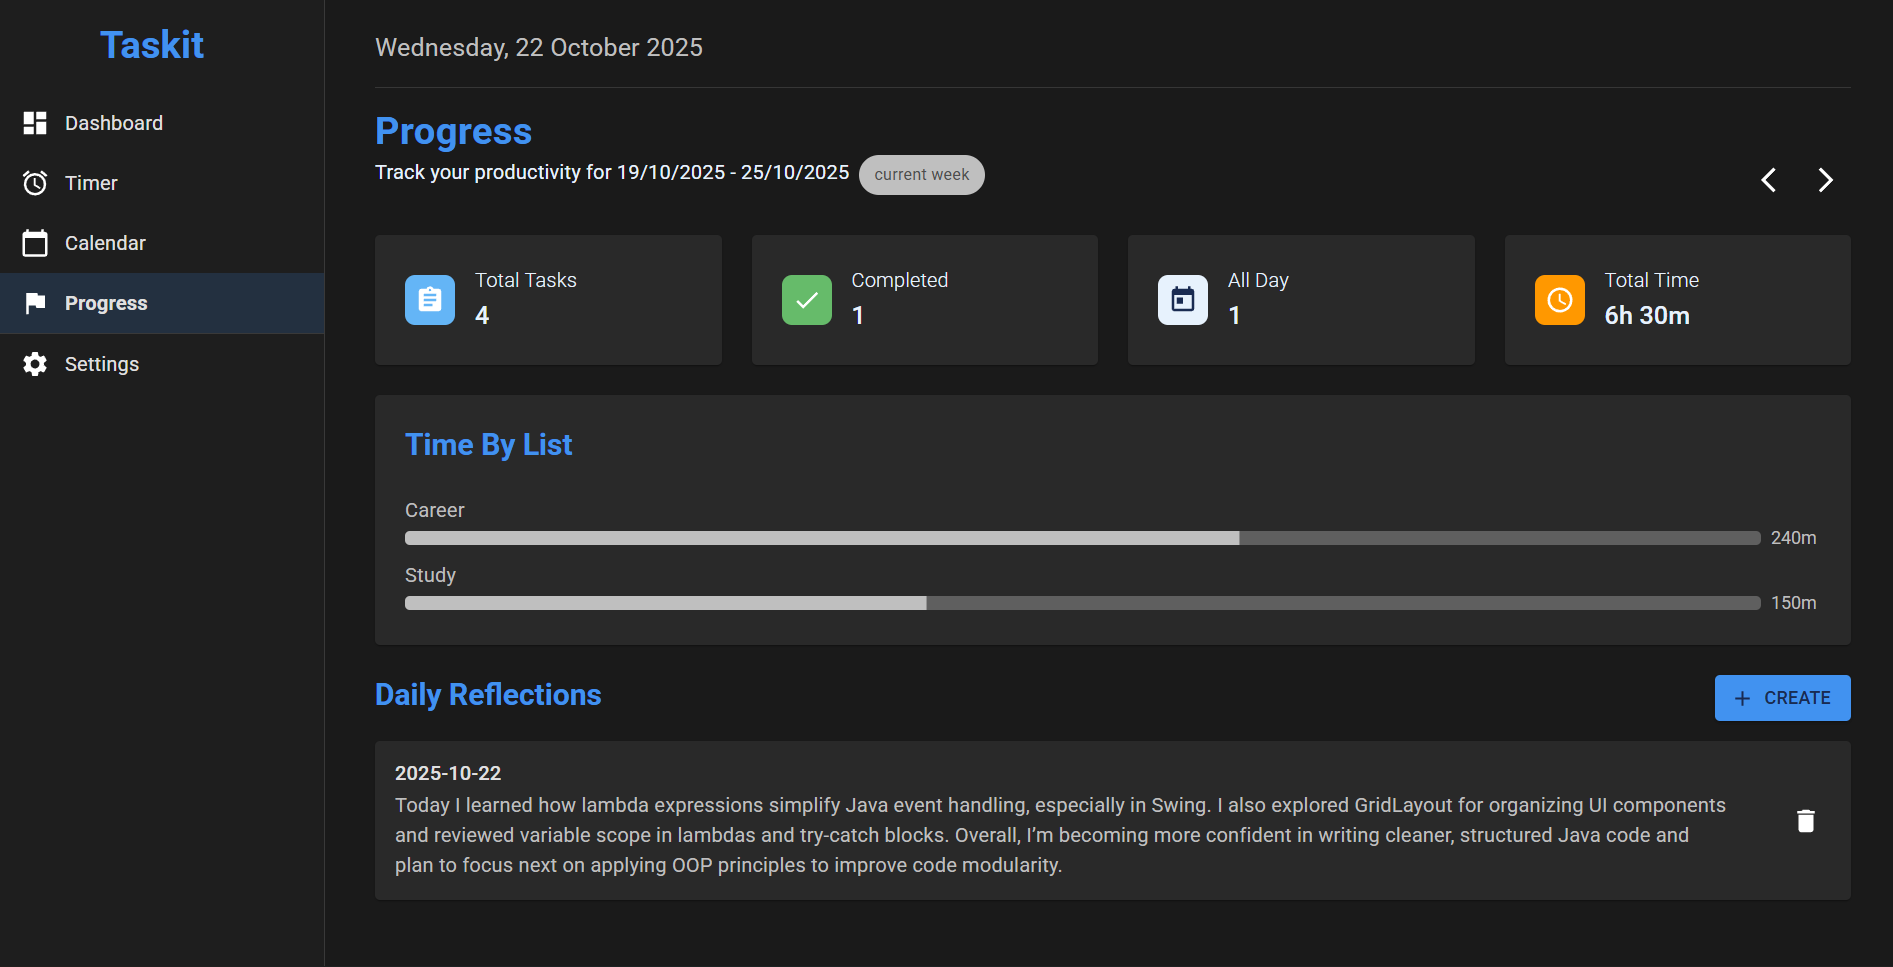 Taskit
Dashboard
Timer
Calendar
Progress
Settings
Wednesday, 22 October 2025
Progress
Track your productivity for 19/10/2025 - 25/10/2025
current week
Total Tasks
4
Completed
1
All Day
1
Total Time
6h 30m
Time By List
Career
240m
Study
150m
Daily Reflections
+ CREATE
2025-10-22
Today I learned how lambda expressions simplify Java event handling, especially in Swing. I also explored GridLayout for organizing UI components
and reviewed variable scope in lambdas and try-catch blocks. Overall, I’m becoming more confident in writing cleaner, structured Java code and
plan to focus next on applying OOP principles to improve code modularity.